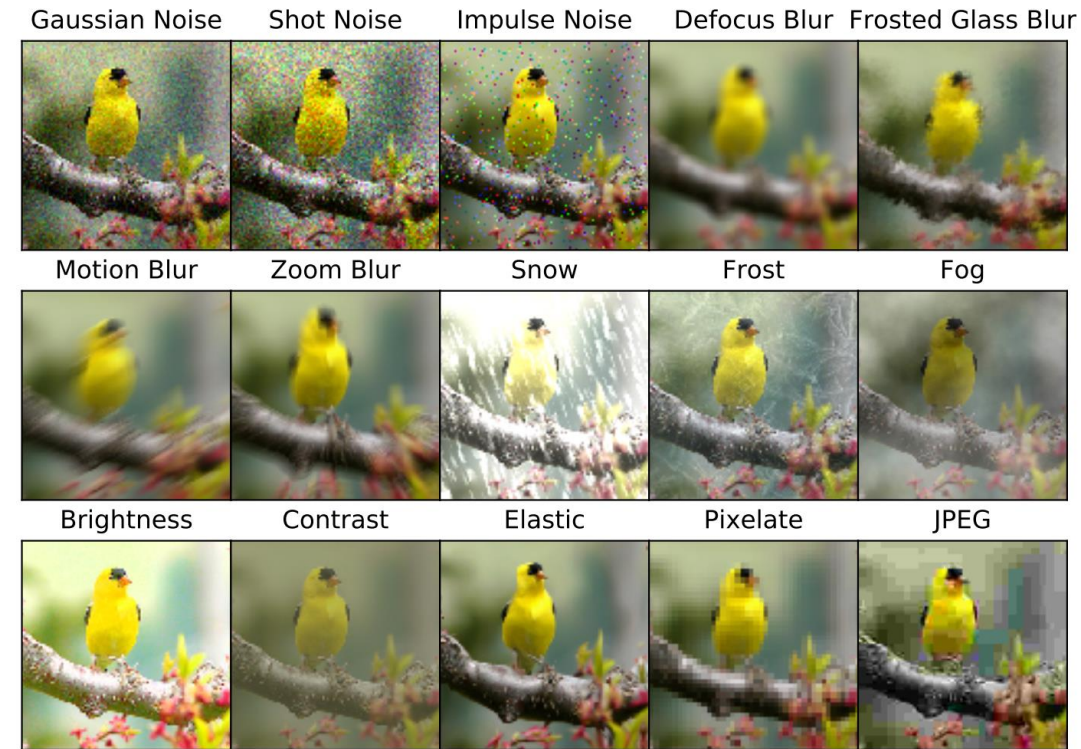 Gaussian Noise Shot Noise Impulse Noise Defocus Blur Frosted Glass Blur
Motion Blur Zoom Blur Snow Frost Fog
Brightness Contrast Elastic Pixelate JPEG